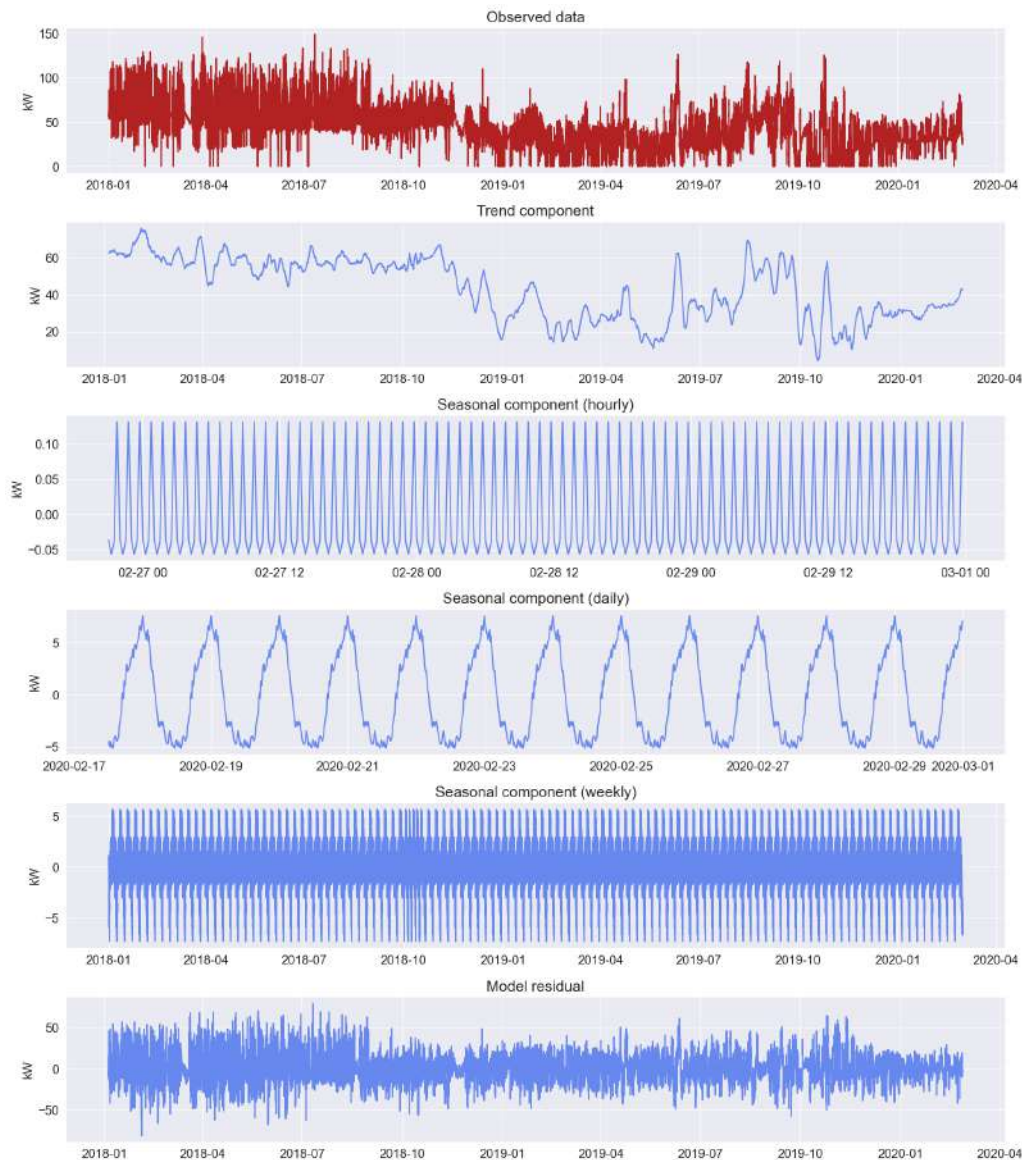 Observed data
150
100
50
0
kW
2018-01 2018-04 2018-07 2018-10 2019-01 2019-04 2019-07 2019-10 2020-01 2020-04
Trend component
60
40
20
kW
2018-01 2018-04 2018-07 2018-10 2019-01 2019-04 2019-07 2019-10 2020-01 2020-04
Seasonal component (hourly)
0.10
0.05
0.00
−0.05
kW
02-27 00 02-27 12 02-28 00 02-28 12 02-29 00 02-29 12 03-01 00
Seasonal component (daily)
5
0
−5
kW
2020-02-17 2020-02-19 2020-02-21 2020-02-23 2020-02-25 2020-02-27 2020-02-29 2020-03-01
Seasonal component (weekly)
5
0
−5
kW
2018-01 2018-04 2018-07 2018-10 2019-01 2019-04 2019-07 2019-10 2020-01 2020-04
Model residual
50
0
−50
kW
2018-01 2018-04 2018-07 2018-10 2019-01 2019-04 2019-07 2019-10 2020-01 2020-04